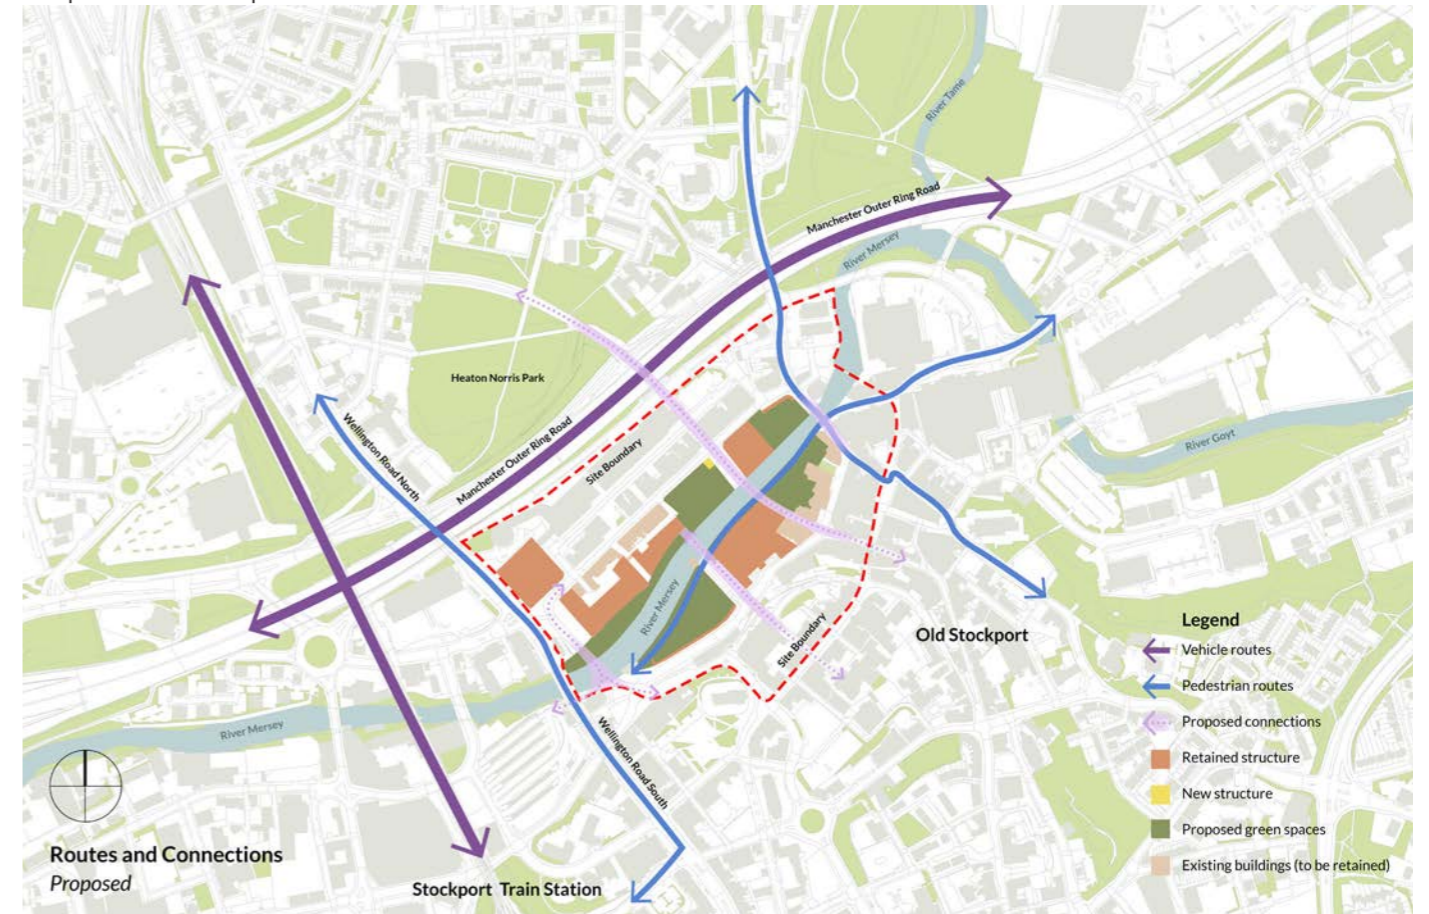 River Tame
Manchester Outer Ring Road
River Mersey
Heaton Norris Park
Wellington Road North
Manchester Outer Ring Road
Site Boundary
River Goyt
River Mersey
Site Boundary
Old Stockport
River Mersey
Wellington Road South
Legend
Vehicle routes
Pedestrian routes
Proposed connections
Retained structure
New structure
Proposed green spaces
Existing buildings (to be retained)
Routes and Connections
Proposed
Stockport Train Station